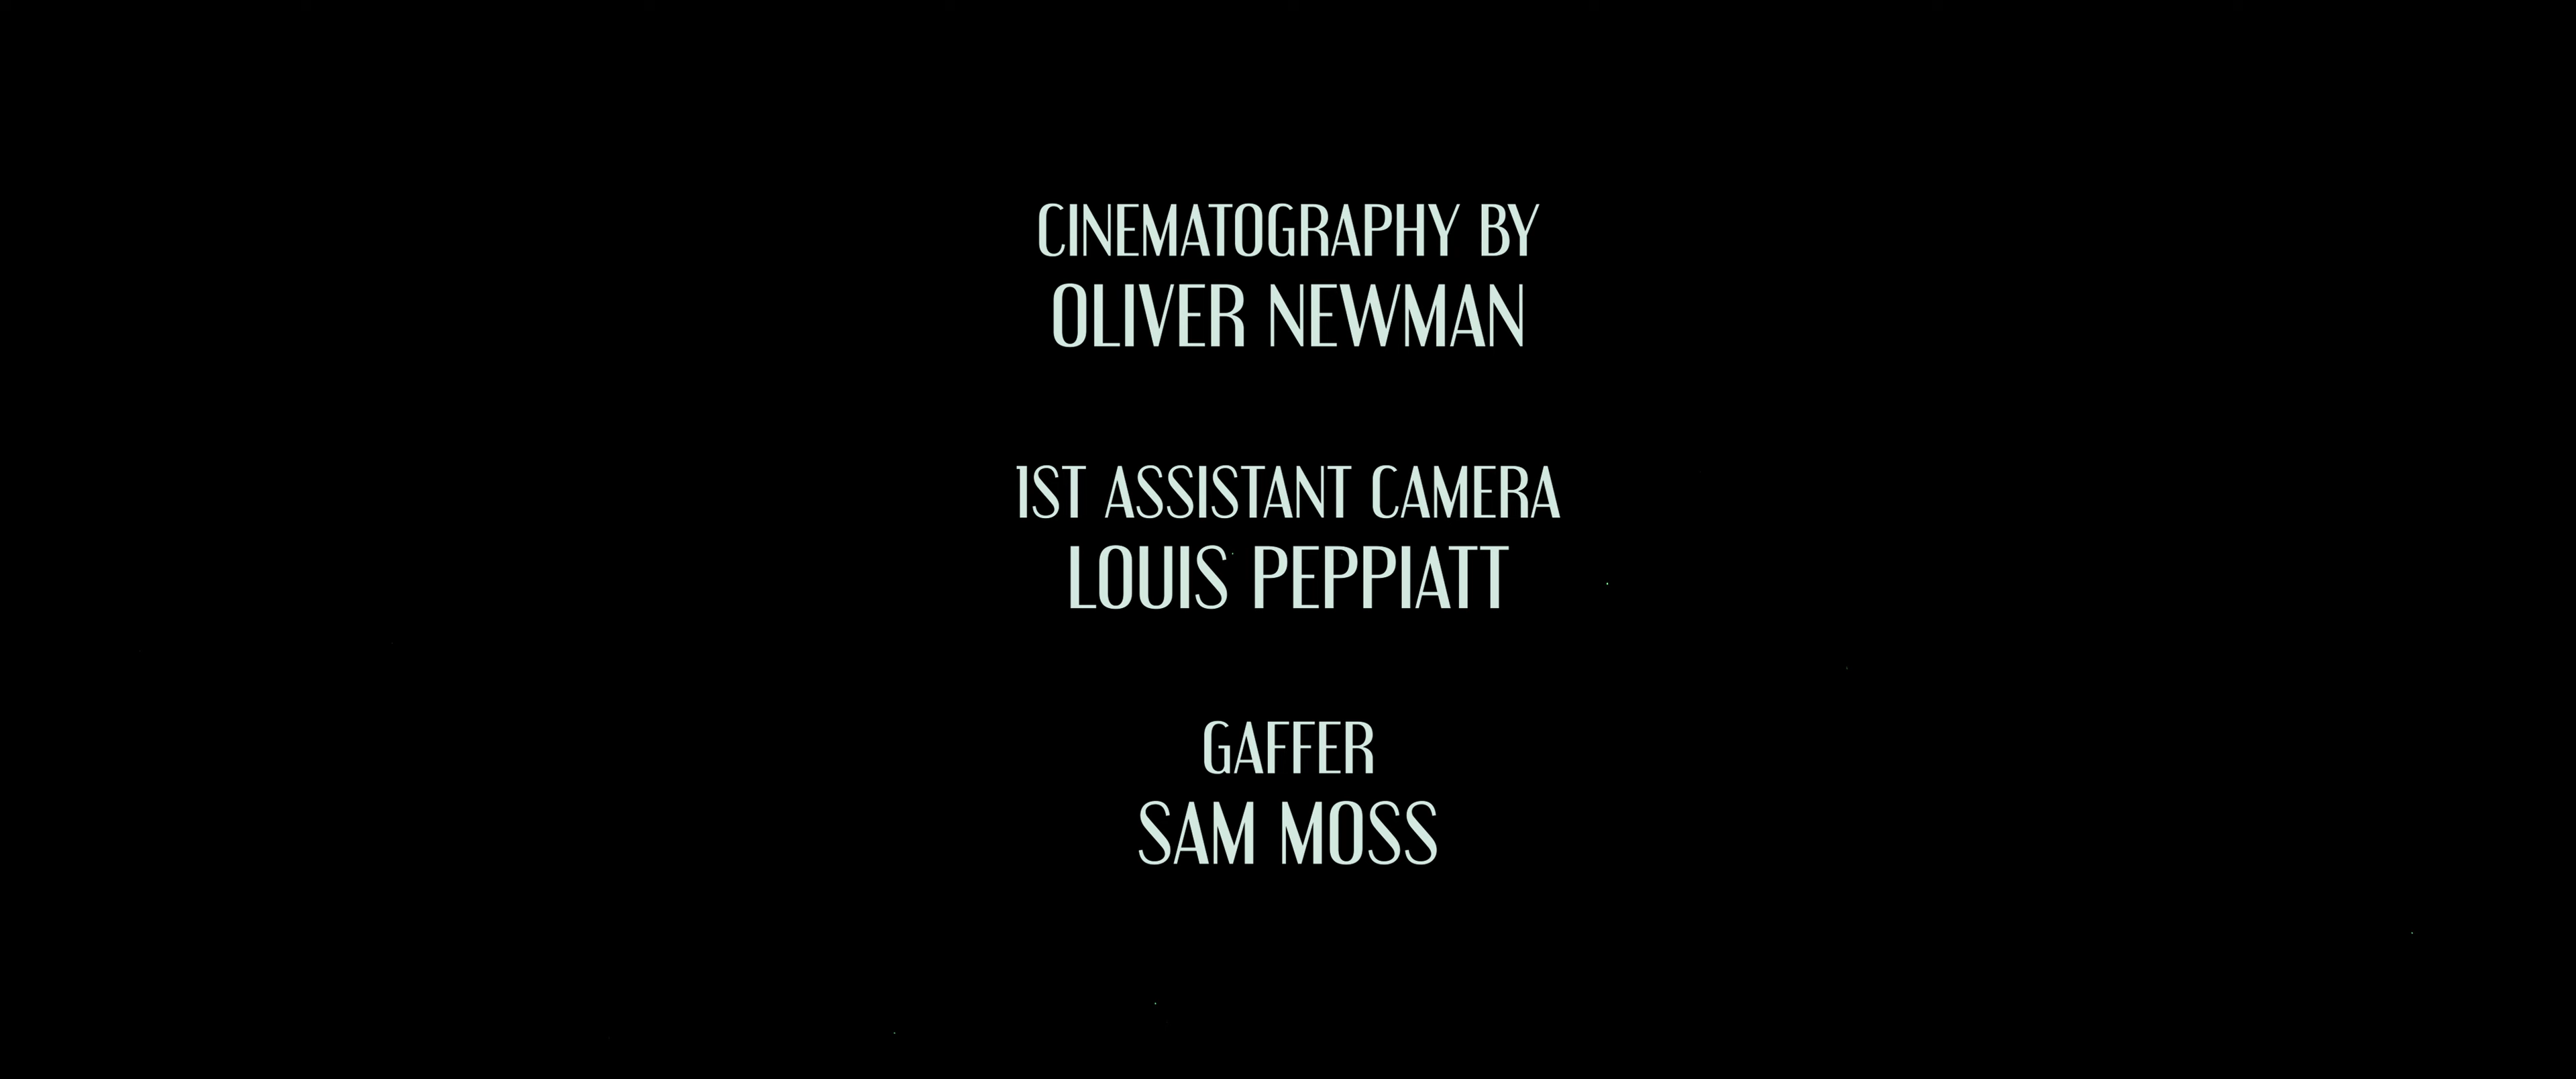 CINEMATOGRAPHY BY
OLIVER NEWMAN
1ST ASSISTANT CAMERA
LOUIS PEPPIATT
GAFFER
SAM MOSS